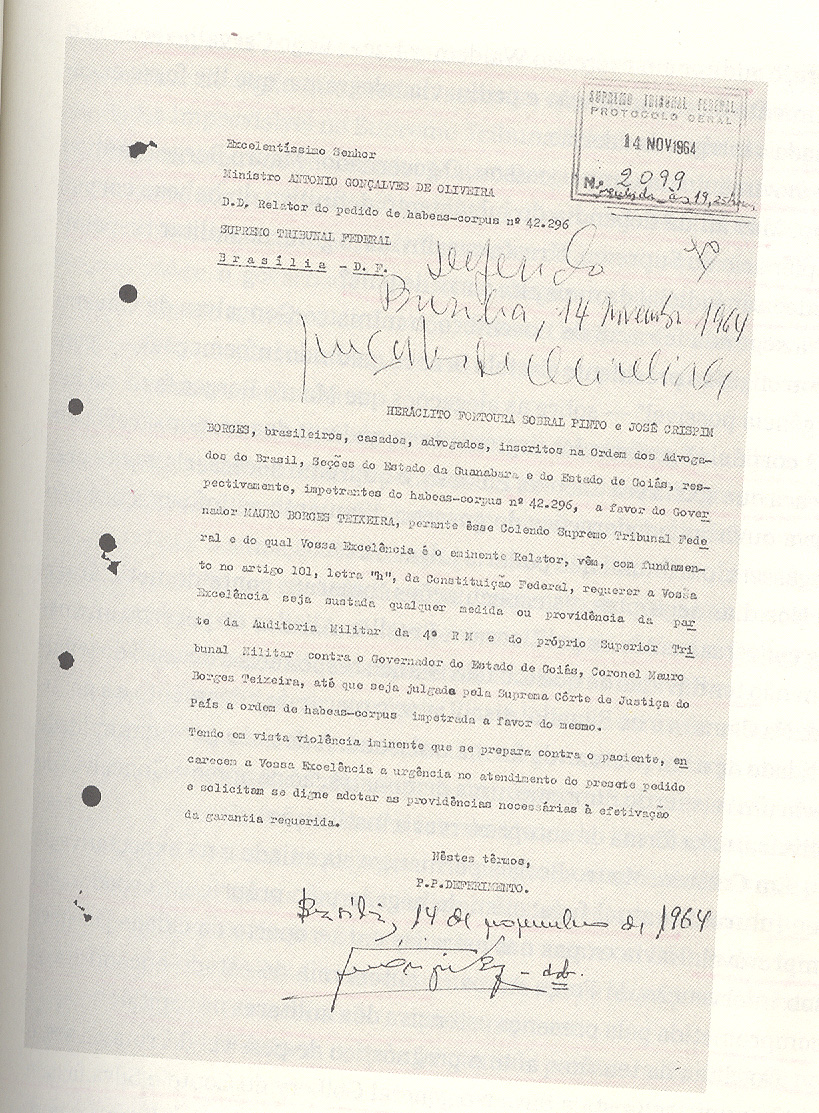 SUPREMO TRIBUNAL FEDERAL
PROTOCOLO GERAL
14 NOV 1964
Nº 2099
às 19,25 hs.
Excelentíssimo Senhor
Ministro ANTONIO GONÇALVES DE OLIVEIRA
D.D. Relator do pedido de habeas-corpus nº 42.296
SUPREMO TRIBUNAL FEDERAL
Brasília - D.F.
Brasília, 14 novembro 1964
HERÁCLITO FONTOURA SOBRAL PINTO e JOSÉ CRISPIM
BORGES, brasileiros, casados, advogados, inscritos na Ordem dos Advoga-
dos do Brasil, Seções do Estado da Guanabara e do Estado de Goiás, res-
pectivamente, impetrantes do habeas-corpus nº 42.296, a favor do Gover
nador MAURO BORGES TEIXEIRA, perante êsse Colendo Supremo Tribunal Fede
ral e do qual Vossa Excelência é o eminente Relator, vêm, com fundamen-
to no artigo 101, letra "h", da Constituição Federal, requerer a Vossa
Excelência seja sustada qualquer medida ou providência da par
te da Auditoria Militar da 4ª R M e do próprio Superior Tri
bunal Militar contra o Governador do Estado de Goiás, Coronel Mauro
Borges Teixeira, até que seja julgada pela Suprema Côrte de Justiça do
País a ordem de habeas-corpus impetrada a favor do mesmo.
Tendo em vista violência iminente que se prepara contra o paciente, en
carecem a Vossa Excelência a urgência no atendimento do presete pedido
e solicitam se digne adotar as providências necessárias à efetivação
da garantia requerida.
Nêstes têrmos,
P.P.DEFERIMENTO.
Brasília, 14 de novembro de 1964